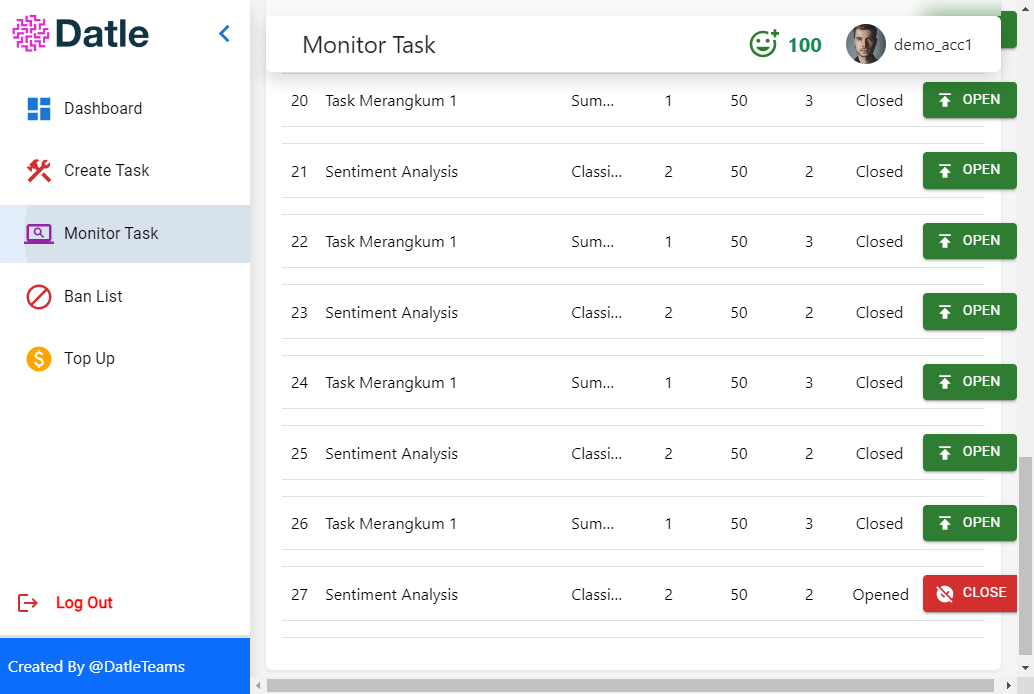 Datle
Monitor Task
100
demo_acc1
Dashboard
Create Task
Monitor Task
Ban List
Top Up
Log Out
Created By @DatleTeams
20 Task Merangkum 1 Sum... 1 50 3 Closed OPEN
21 Sentiment Analysis Classi... 2 50 2 Closed OPEN
22 Task Merangkum 1 Sum... 1 50 3 Closed OPEN
23 Sentiment Analysis Classi... 2 50 2 Closed OPEN
24 Task Merangkum 1 Sum... 1 50 3 Closed OPEN
25 Sentiment Analysis Classi... 2 50 2 Closed OPEN
26 Task Merangkum 1 Sum... 1 50 3 Closed OPEN
27 Sentiment Analysis Classi... 2 50 2 Opened CLOSE